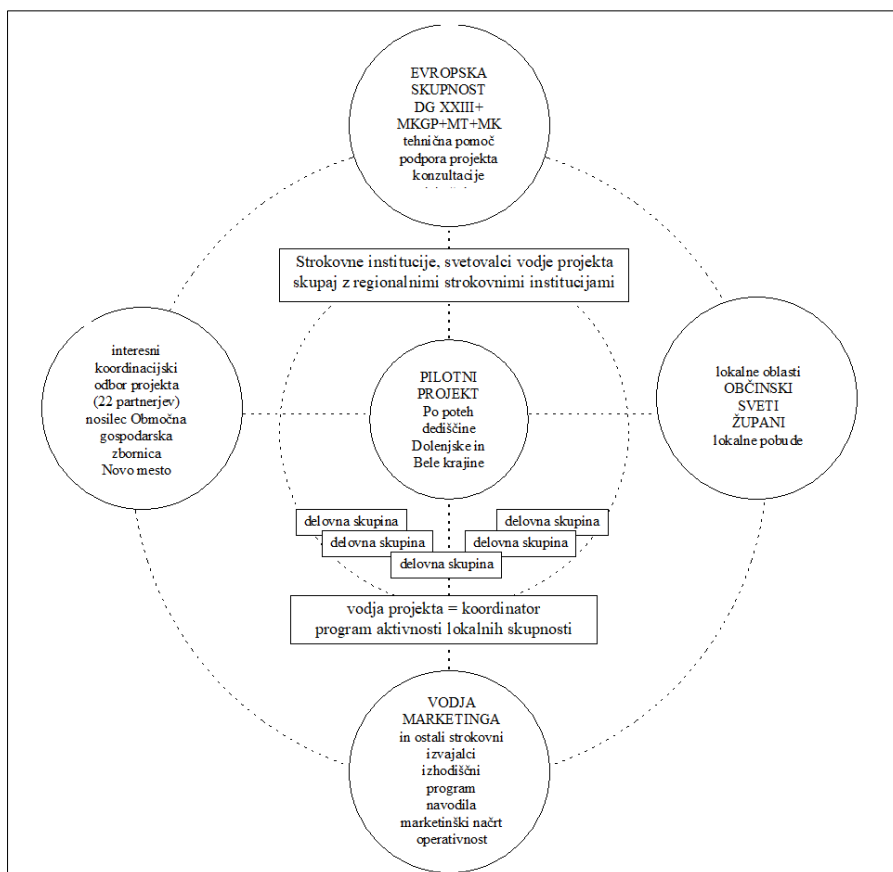 EVROPSKA
SKUPNOST
DG XXIII+
MKGP+MT+MK
tehnična pomoč
podpora projekta
konzultacije
Strokovne institucije, svetovalci vodje projekta
skupaj z regionalnimi strokovnimi institucijami
interesni
koordinacijski
odbor projekta
(22 partnerjev)
nosilec Območna
gospodarska
zbornica
Novo mesto
PILOTNI
PROJEKT
Po poteh
dediščine
Dolenjske in
Bele krajine
lokalne oblasti
OBČINSKI
SVETI
ŽUPANI
lokalne pobude
delovna skupina
delovna skupina
delovna skupina
delovna skupina
delovna skupina
vodja projekta = koordinator
program aktivnosti lokalnih skupnosti
VODJA
MARKETINGA
in ostali strokovni
izvajalci
izhodiščni
program
navodila
marketinški načrt
operativnost